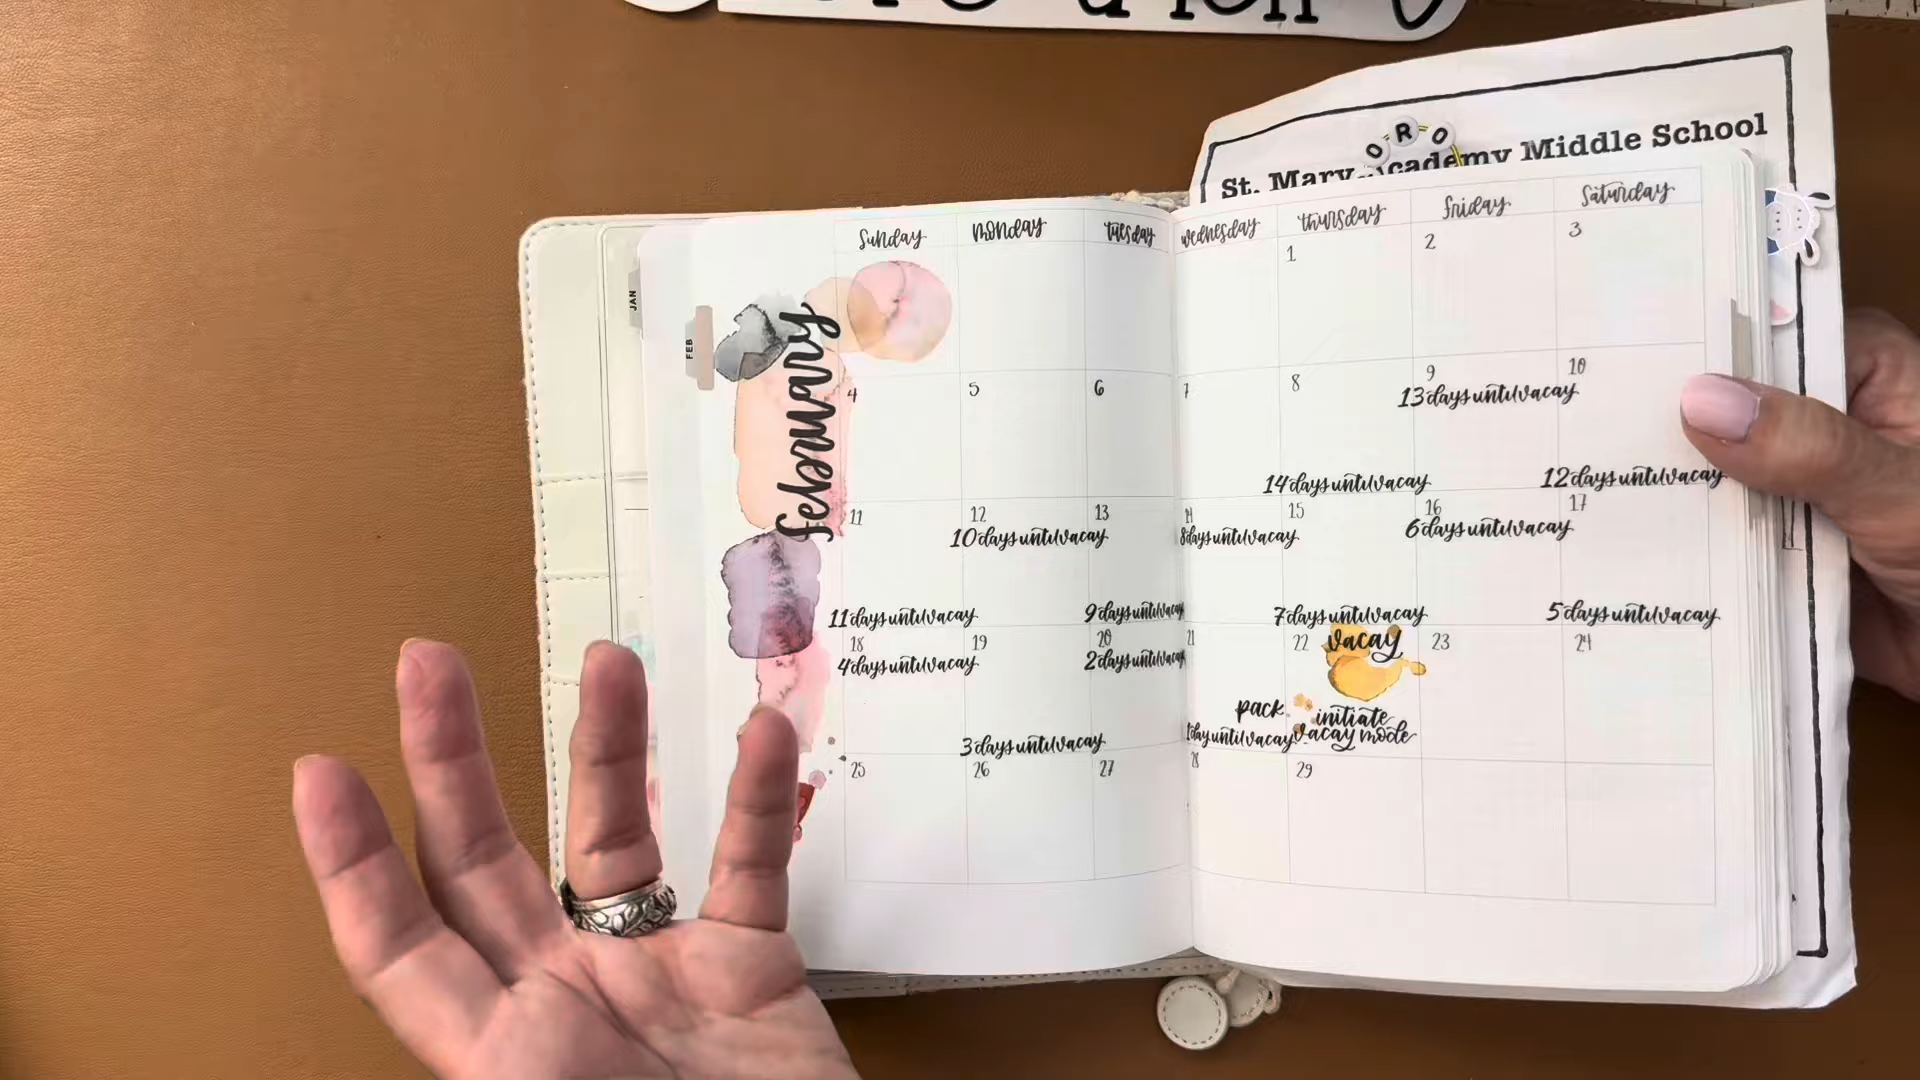 St. Mary Academy Middle School
O R O
JAN
FEB
february
sunday monday tuesday wednesday thursday friday saturday
1 2 3
4 5 6 7 8 9 10
13 days until vacay
14 days until vacay
12 days until vacay
11 12 13 14 15 16 17
10 days until vacay
8 days until vacay
6 days until vacay
11 days until vacay
9 days until vacay
7 days until vacay
5 days until vacay
18 19 20 21 22 23 24
vacay
4 days until vacay
2 days until vacay
pack
initiate
vacay mode
3 days until vacay
1 day until vacay
25 26 27 28 29